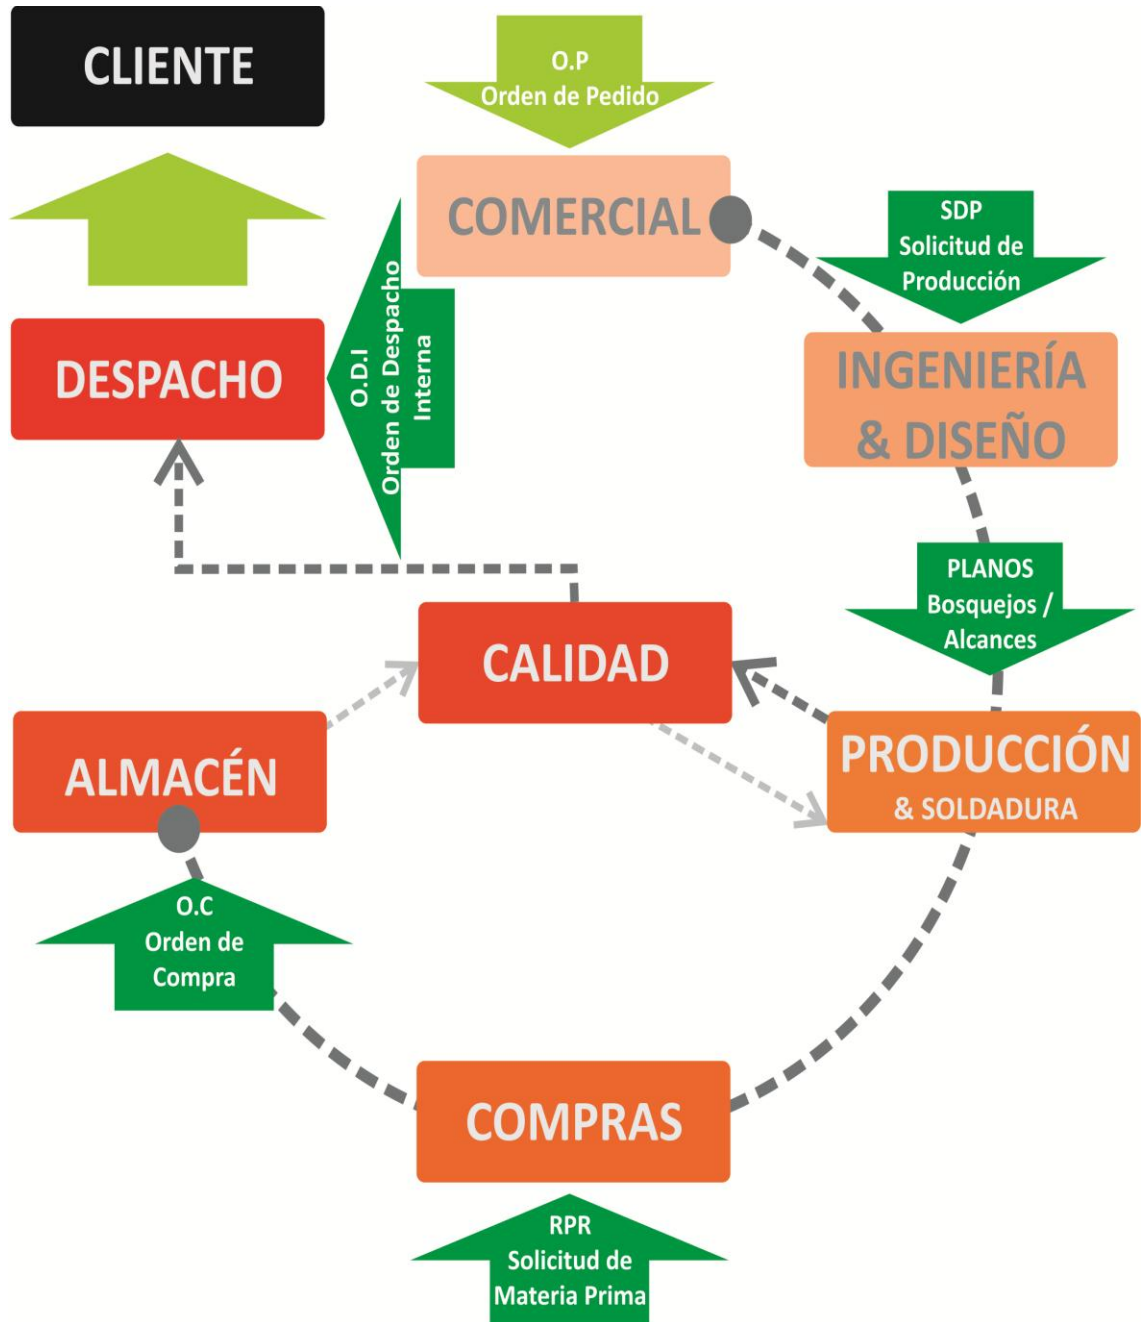 CLIENTE
O.P
Orden de Pedido
COMERCIAL
SDP
Solicitud de
Producción
DESPACHO
O.D.I
Orden de Despacho
Interna
INGENIERÍA
& DISEÑO
PLANOS
Bosquejos /
Alcances
CALIDAD
ALMACÉN
PRODUCCIÓN
& SOLDADURA
O.C
Orden de
Compra
COMPRAS
RPR
Solicitud de
Materia Prima